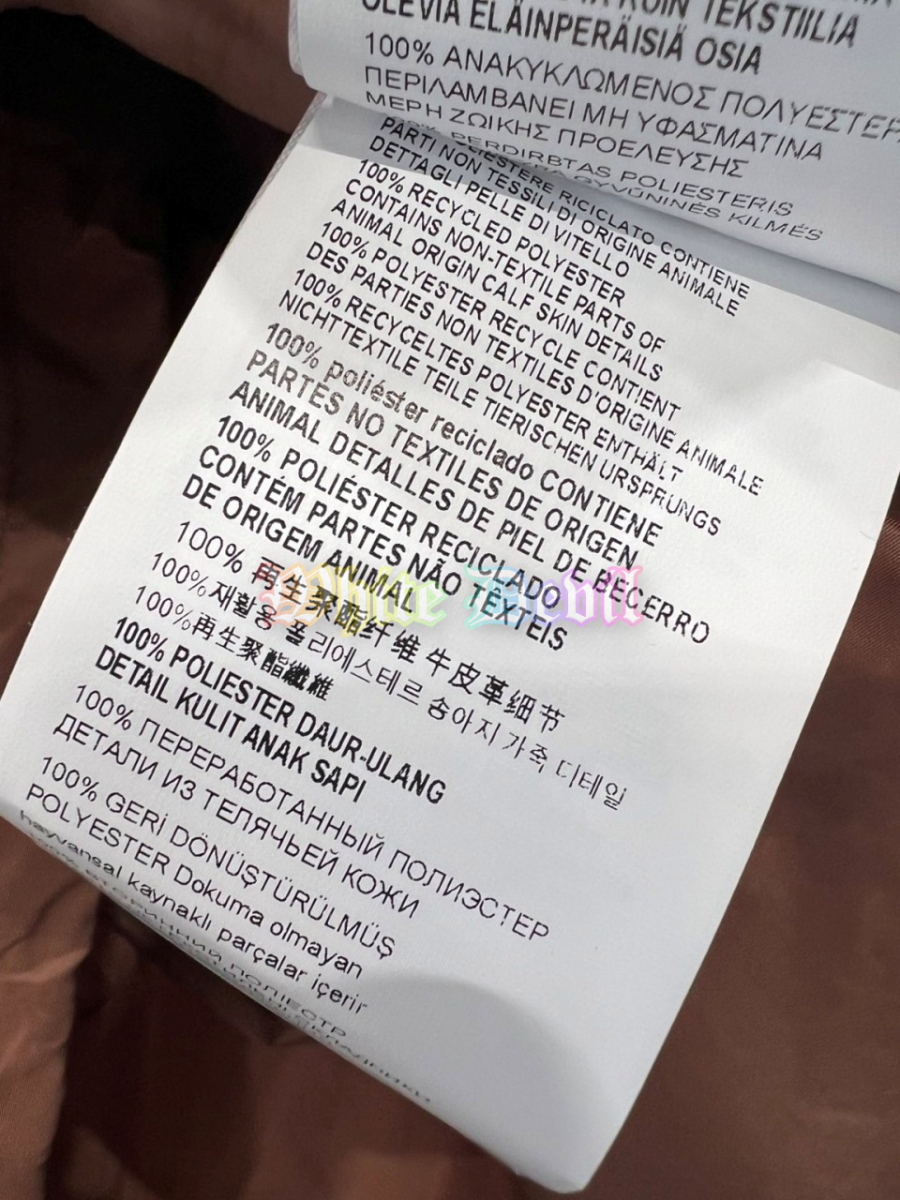 KUIN TEKSTIILIA
OLEVIA ELÄINPERÄISIÄ OSIA
100% ΑΝΑΚΥΚΛΩΜΕΝΟΣ ΠΟΛΥΕΣΤΕΡ
ΠΕΡΙΛΑΜΒΑΝΕΙ ΜΗ ΥΦΑΣΜΑΤΙΝΑ
ΜΕΡΗ ΖΩΙΚΗΣ ΠΡΟΕΛΕΥΣΗΣ
PERDIRBTAS POLIESTERIS
GYVŪNINĖS KILMĖS
RICICLATO CONTIENE
PARTI NON TESSILI DI ORIGINE ANIMALE
DETTAGLI PELLE DI VITELLO
100% RECYCLED POLYESTER
CONTAINS NON-TEXTILE PARTS OF
ANIMAL ORIGIN CALF SKIN DETAILS
100% POLYESTER RECYCLE CONTIENT
DES PARTIES NON TEXTILES D'ORIGINE ANIMALE
100% RECYCELTES POLYESTER ENTHÄLT
NICHTTEXTILE TEILE TIERISCHEN URSPRUNGS
100% poliéster reciclado CONTIENE
PARTES NO TEXTILES DE ORIGEN
ANIMAL DETALLES DE PIEL DE BECERRO
100% POLIÉSTER RECICLADO
CONTÉM PARTES NÃO TÊXTEIS
DE ORIGEM ANIMAL
White Devil
100% 再生聚酯纤维 牛皮革细节
100%재활용 폴리에스테르 송아지 가죽 디테일
100%再生聚酯纖維
100% POLIESTER DAUR-ULANG
DETAIL KULIT ANAK SAPI
100% ПЕРЕРАБОТАННЫЙ ПОЛИЭСТЕР
ДЕТАЛИ ИЗ ТЕЛЯЧЬЕЙ КОЖИ
100% GERİ DÖNÜŞTÜRÜLMÜŞ
POLYESTER Dokuma olmayan
hayvansal kaynaklı parçalar içerir